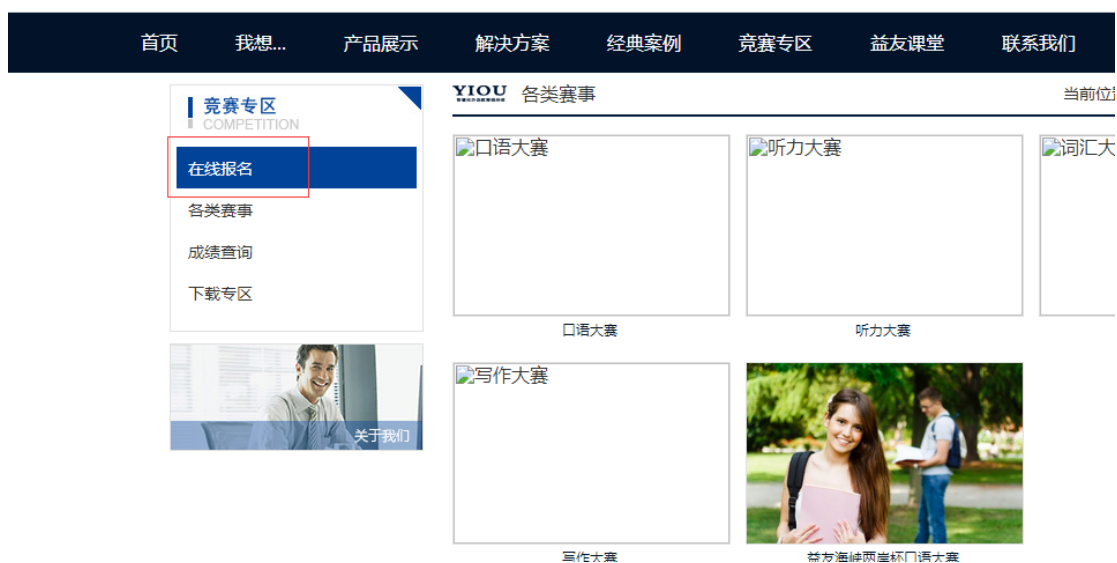 首页 我想... 产品展示 解决方案 经典案例 竞赛专区 益友课堂 联系我们
竞赛专区
COMPETITION
在线报名
各类赛事
成绩查询
下载专区
关于我们
YIOU 各类赛事 当前位置
口语大赛 听力大赛 词汇大
口语大赛 听力大赛
写作大赛
写作大赛 益友海峡两岸杯口语大赛